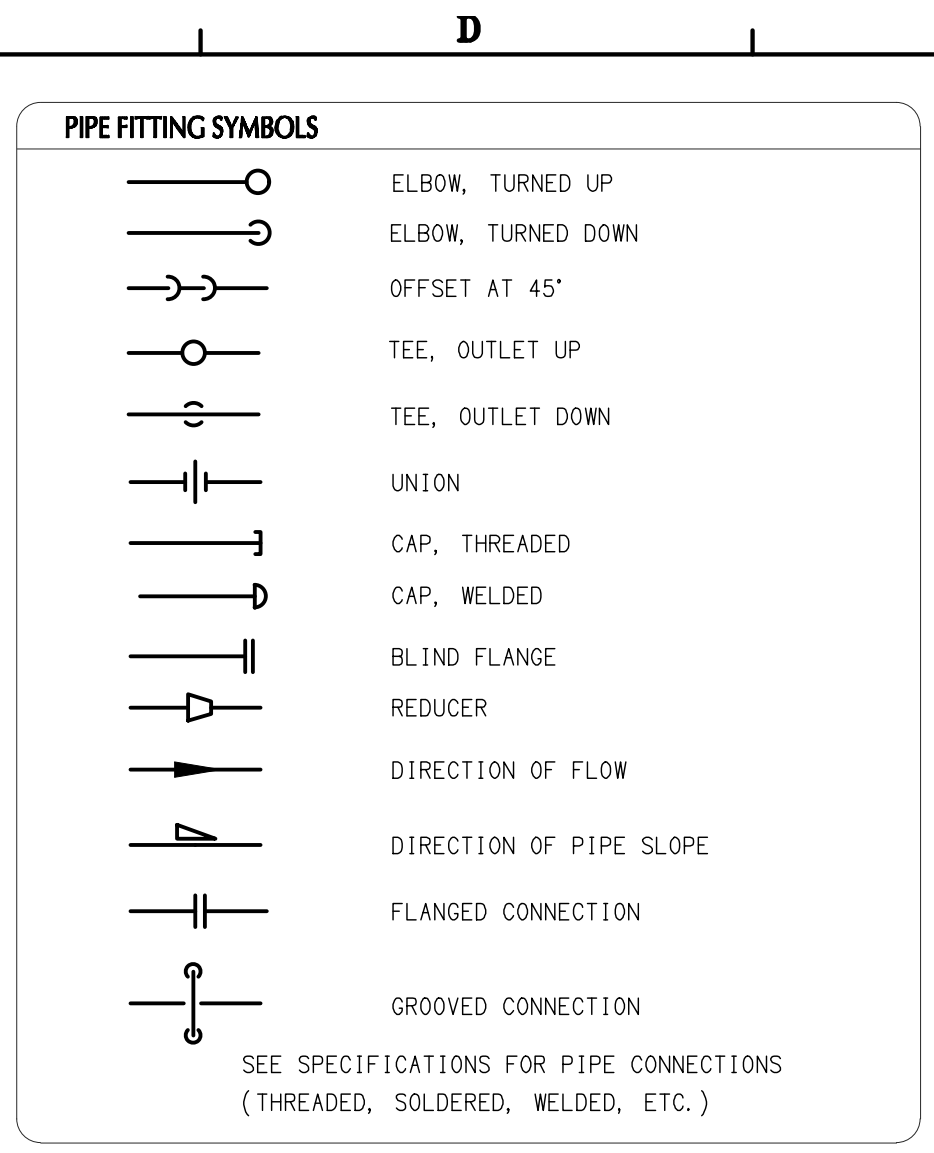 D
PIPE FITTING SYMBOLS
ELBOW, TURNED UP
ELBOW, TURNED DOWN
OFFSET AT 45°
TEE, OUTLET UP
TEE, OUTLET DOWN
UNION
CAP, THREADED
CAP, WELDED
BLIND FLANGE
REDUCER
DIRECTION OF FLOW
DIRECTION OF PIPE SLOPE
FLANGED CONNECTION
GROOVED CONNECTION
SEE SPECIFICATIONS FOR PIPE CONNECTIONS
(THREADED, SOLDERED, WELDED, ETC.)